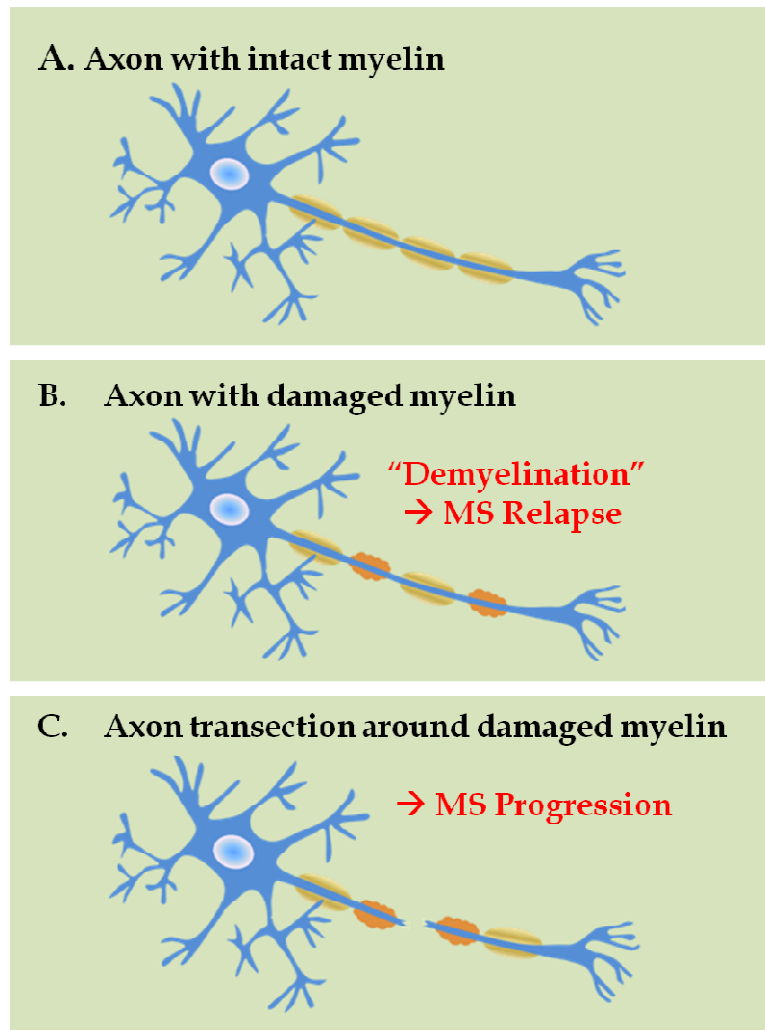 A. Axon with intact myelin
B. Axon with damaged myelin
“Demyelination”
→ MS Relapse
C. Axon transection around damaged myelin
→ MS Progression